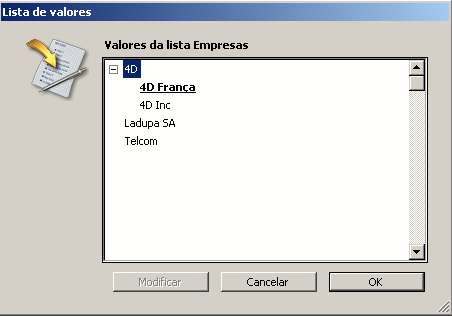 Lista de valores
Valores da lista Empresas
4D
4D França
4D Inc
Ladupa SA
Telcom
Modificar
Cancelar
OK